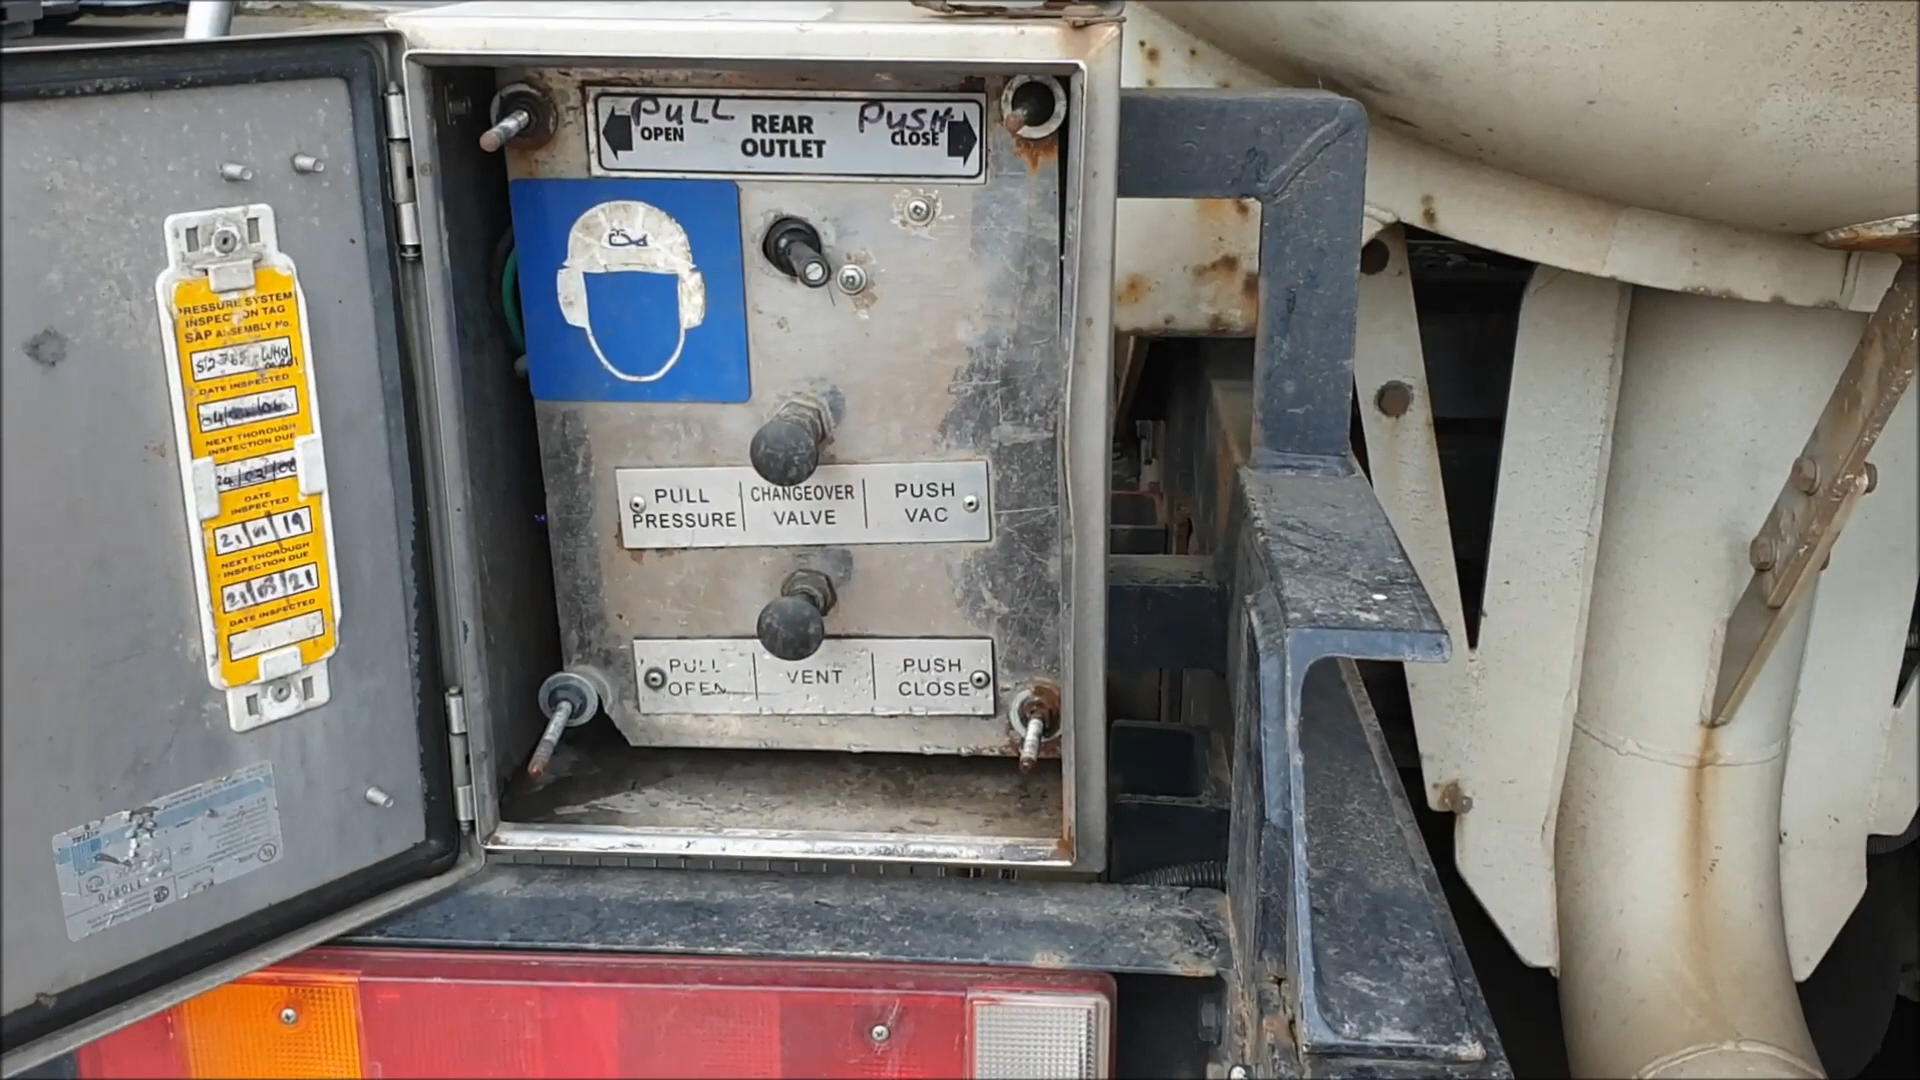 PULL PUSH
OPEN REAR OUTLET CLOSE
PRESSURE SYSTEM
INSPECTION TAG
SAP ASSEMBLY No.
DATE INSPECTED
NEXT THOROUGH
INSPECTION DUE
DATE
INSPECTED
21/01/19
NEXT THOROUGH
INSPECTION DUE
21/03/21
DATE INSPECTED
PULL CHANGEOVER PUSH
PRESSURE VALVE VAC
PULL VENT PUSH
OPEN CLOSE